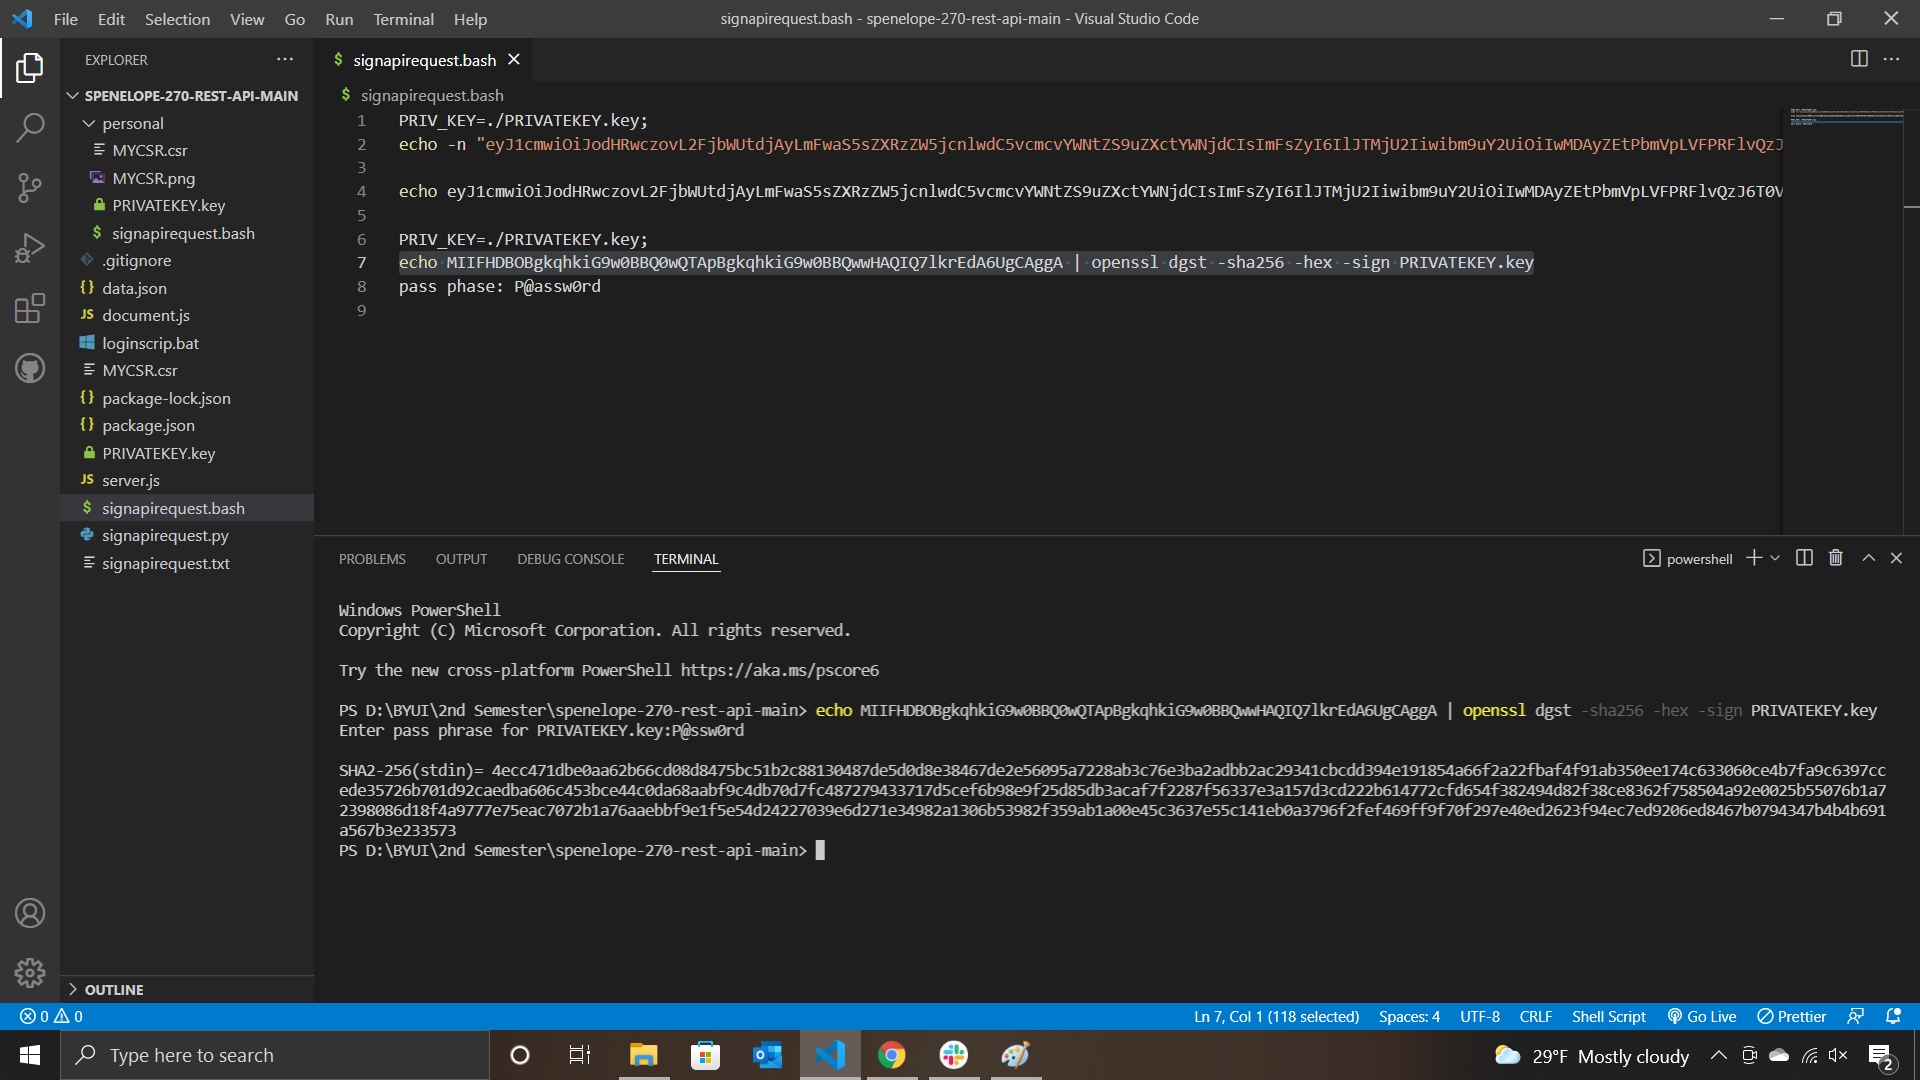 File Edit Selection View Go Run Terminal Help
signapirequest.bash - spenelope-270-rest-api-main - Visual Studio Code
EXPLORER
SPENELOPE-270-REST-API-MAIN
personal
MYCSR.csr
MYCSR.png
PRIVATEKEY.key
$ signapirequest.bash
.gitignore
{} data.json
JS document.js
loginscrip.bat
MYCSR.csr
{} package-lock.json
{} package.json
PRIVATEKEY.key
JS server.js
$ signapirequest.bash
signapirequest.py
signapirequest.txt
OUTLINE
$ signapirequest.bash
$ signapirequest.bash
1 PRIV_KEY=./PRIVATEKEY.key;
2 echo -n "eyJ1cmwiOiJodHRwczovL2FjbWUtdjAyLmFwaS5sZXRzZW5jcnlwdC5vcmcvYWNtZS9uZXctYWNjdCIsImFsZyI6IlJTMjU2Iiwibm9uY2UiOiIwMDAyZEtPbmVpLVFPRFlvQzJ
3
4 echo eyJ1cmwiOiJodHRwczovL2FjbWUtdjAyLmFwaS5sZXRzZW5jcnlwdC5vcmcvYWNtZS9uZXctYWNjdCIsImFsZyI6IlJTMjU2Iiwibm9uY2UiOiIwMDAyZEtPbmVpLVFPRFlvQzJ6T0V
5
6 PRIV_KEY=./PRIVATEKEY.key;
7 echo MIIFHDBOBgkqhkiG9w0BBQ0wQTApBgkqhkiG9w0BBQwwHAQIQ7lkrEdA6UgCAggA | openssl dgst -sha256 -hex -sign PRIVATEKEY.key
8 pass phase: P@assw0rd
9
PROBLEMS OUTPUT DEBUG CONSOLE TERMINAL
powershell
Windows PowerShell
Copyright (C) Microsoft Corporation. All rights reserved.
Try the new cross-platform PowerShell https://aka.ms/pscore6
PS D:\BYUI\2nd Semester\spenelope-270-rest-api-main> echo MIIFHDBOBgkqhkiG9w0BBQ0wQTApBgkqhkiG9w0BBQwwHAQIQ7lkrEdA6UgCAggA | openssl dgst -sha256 -hex -sign PRIVATEKEY.key
Enter pass phrase for PRIVATEKEY.key:P@ssw0rd
SHA2-256(stdin)= 4ecc471dbe0aa62b66cd08d8475bc51b2c88130487de5d0d8e38467de2e56095a7228ab3c76e3ba2adbb2ac29341cbcdd394e191854a66f2a22fbaf4f91ab350ee174c633060ce4b7fa9c6397cc
ede35726b701d92caedba606c453bce44c0da68aabf9c4db70d7fc487279433717d5cef6b98e9f25d85db3acaf7f2287f56337e3a157d3cd222b614772cfd654f382494d82f38ce8362f758504a92e0025b55076b1a7
2398086d18f4a9777e75eac7072b1a76aaebbf9e1f5e54d24227039e6d271e34982a1306b53982f359ab1a00e45c3637e55c141eb0a3796f2fef469ff9f70f297e40ed2623f94ec7ed9206ed8467b0794347b4b4b691
a567b3e233573
PS D:\BYUI\2nd Semester\spenelope-270-rest-api-main>
0 0
Ln 7, Col 1 (118 selected) Spaces: 4 UTF-8 CRLF Shell Script Go Live Prettier
Type here to search
29°F Mostly cloudy
2